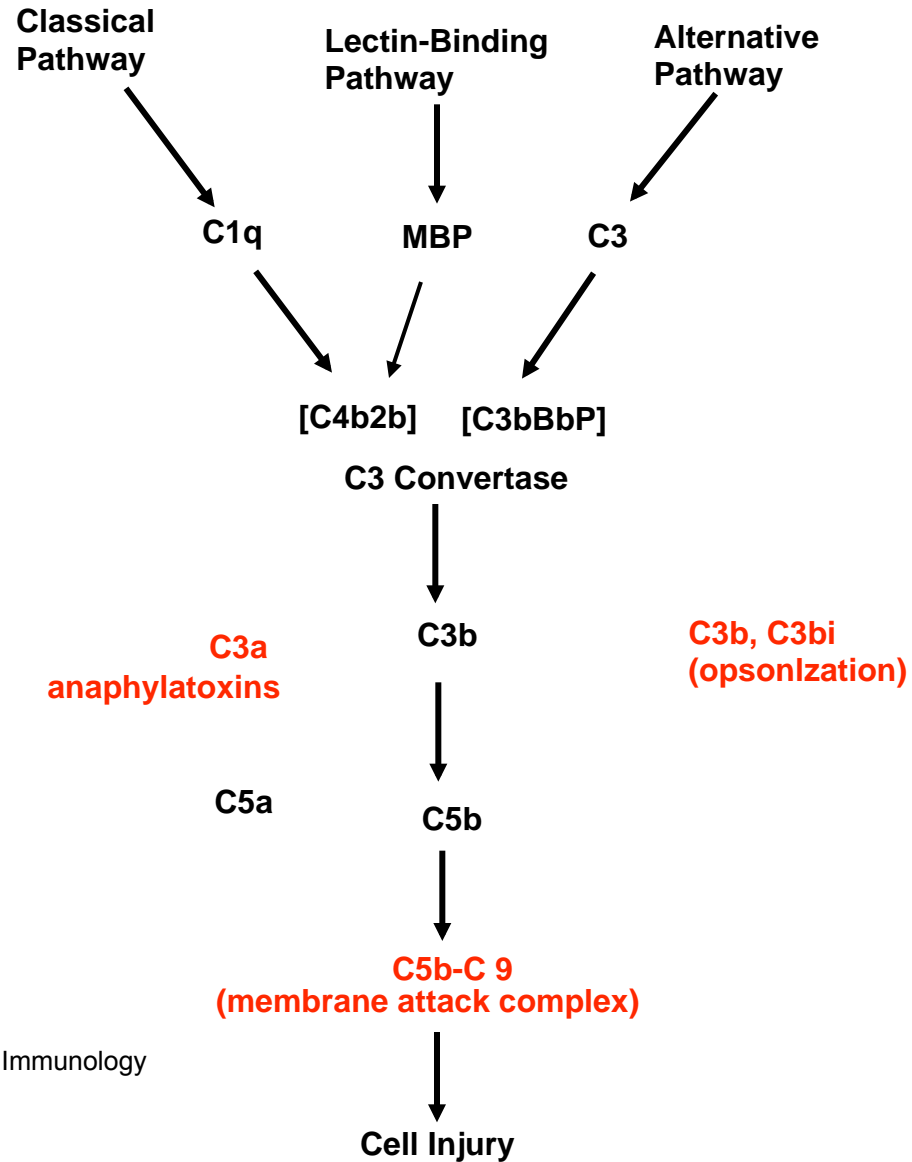 Classical
Pathway
Lectin-Binding
Pathway
Alternative
Pathway
C1q
MBP
C3
[C4b2b]
[C3bBbP]
C3 Convertase
C3a
anaphylatoxins
C3b
C3b, C3bi
(opsonIzation)
C5a
C5b
C5b-C 9
(membrane attack complex)
Immunology
Cell Injury